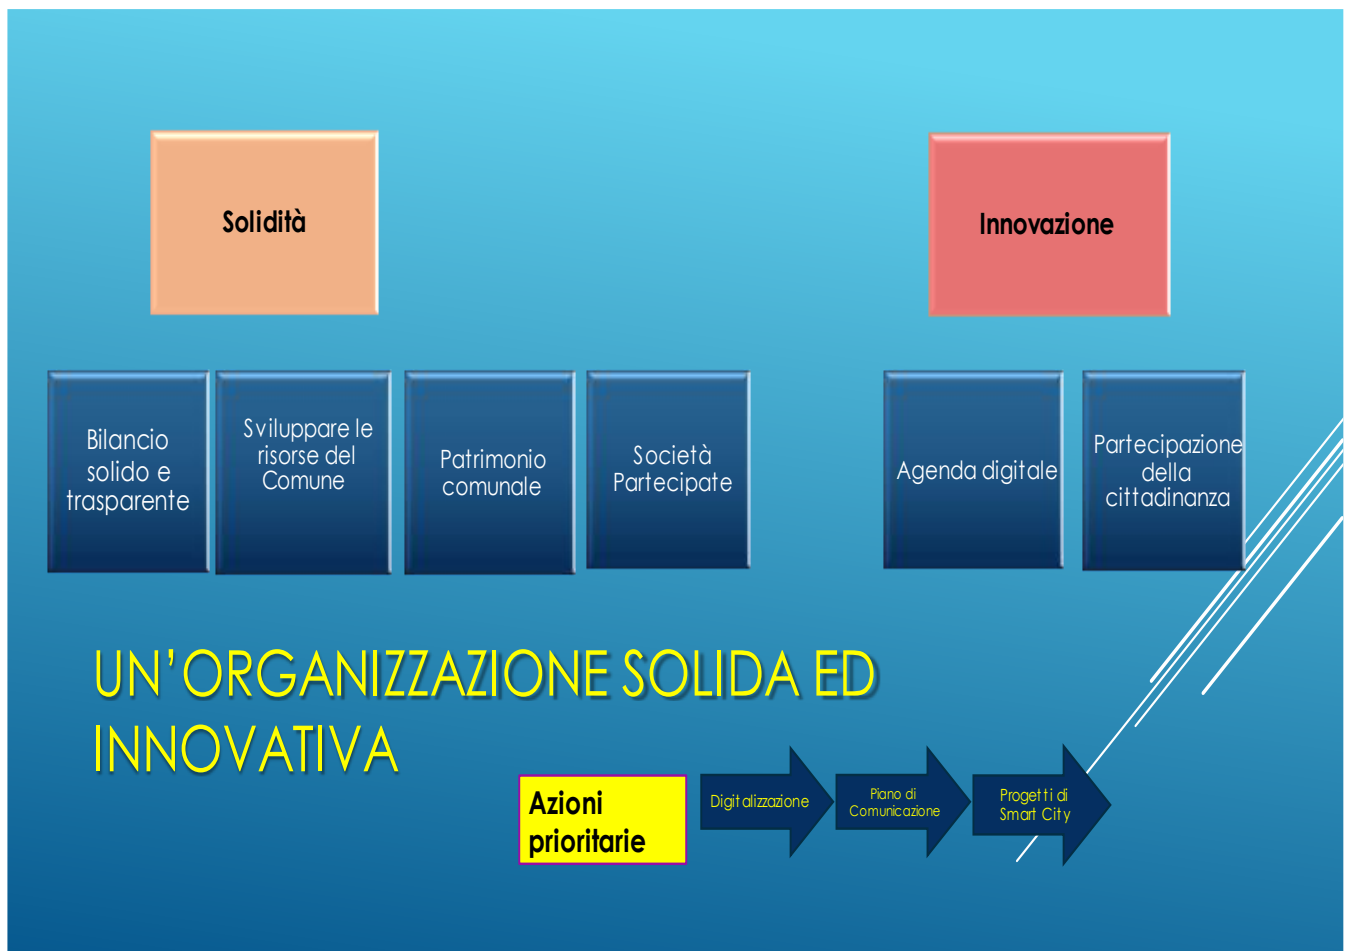 Solidità
Innovazione
Bilancio
solido e
trasparente
Sviluppare le
risorse del
Comune
Patrimonio
comunale
Società
Partecipate
Agenda digitale
Partecipazione
della
cittadinanza
UN’ORGANIZZAZIONE SOLIDA ED
INNOVATIVA
Azioni
prioritarie
Digitalizzazione
Piano di
Comunicazione
Progetti di
Smart City